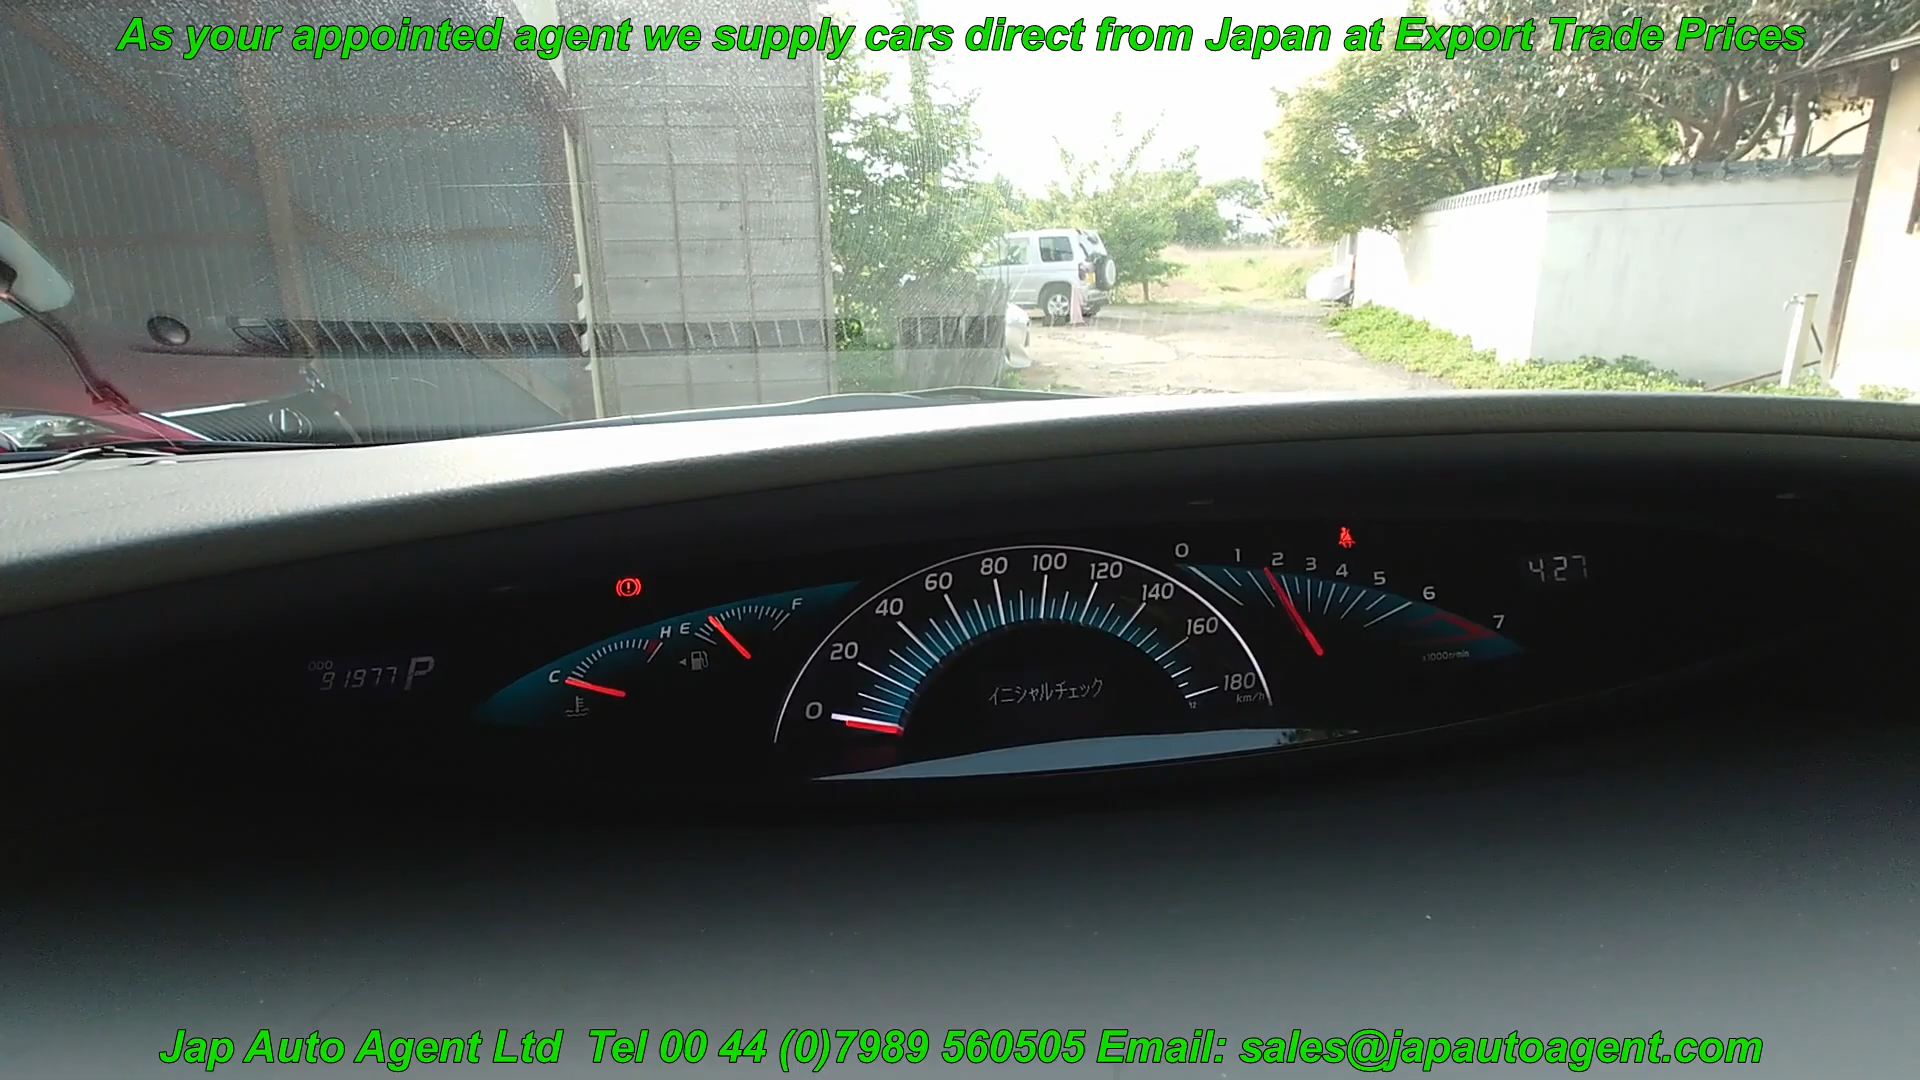 As your appointed agent we supply cars direct from Japan at Export Trade Prices
4:27
ODO
91977 P
C H E F
0 20 40 60 80 100 120 140 160 180
km/h
イニシャルチェック
0 1 2 3 4 5 6 7
x1000r/min
Jap Auto Agent Ltd Tel 00 44 (0)7989 560505 Email: sales@japautoagent.com